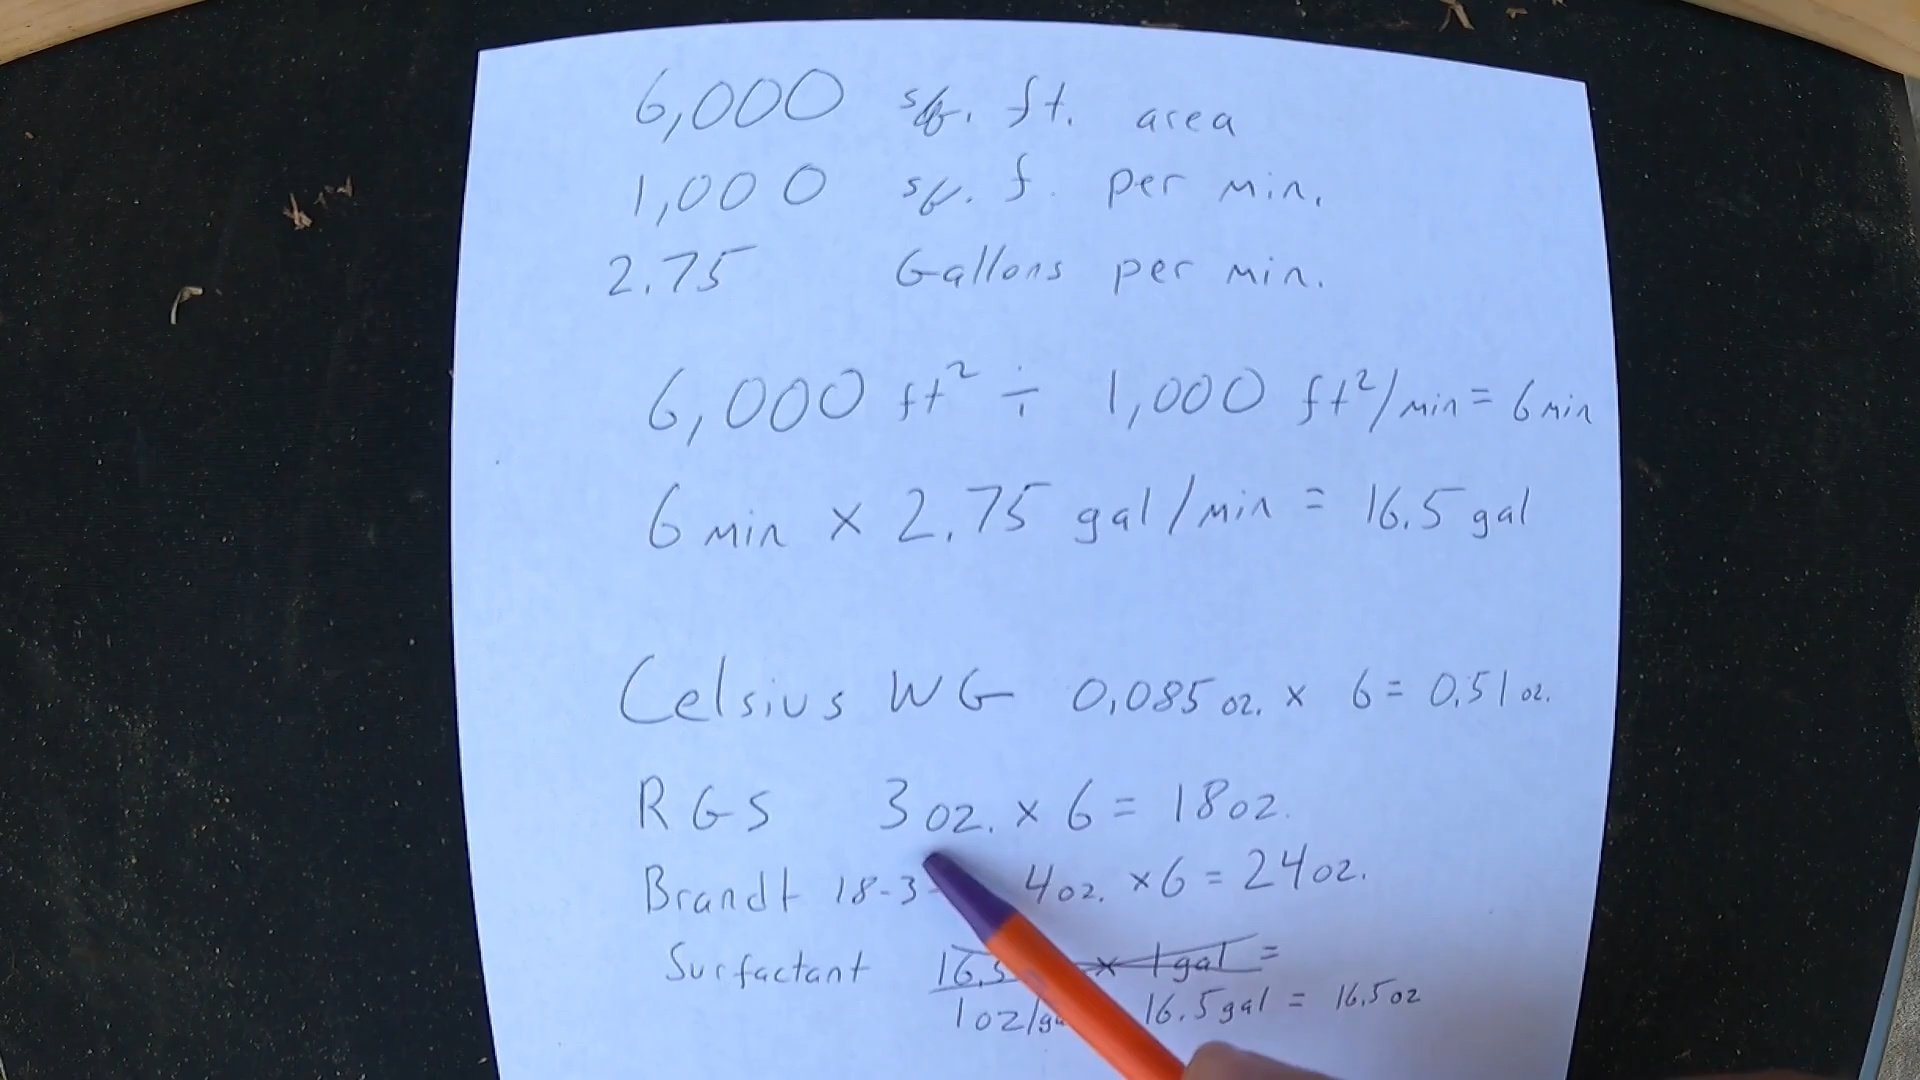 6,000 sq. ft. area
1,000 sq. f. per min.
2.75 Gallons per min.
6,000 ft² ÷ 1,000 ft²/min = 6 min
6 min x 2.75 gal/min = 16.5 gal
Celsius WG 0.085 oz. x 6 = 0.51 oz.
RGS 3 oz. x 6 = 18 oz.
Brandt 18-3- 4 oz. x 6 = 24 oz.
Surfactant 16.5 x 1 gal =
1 oz/ga 16.5 gal = 16.5 oz